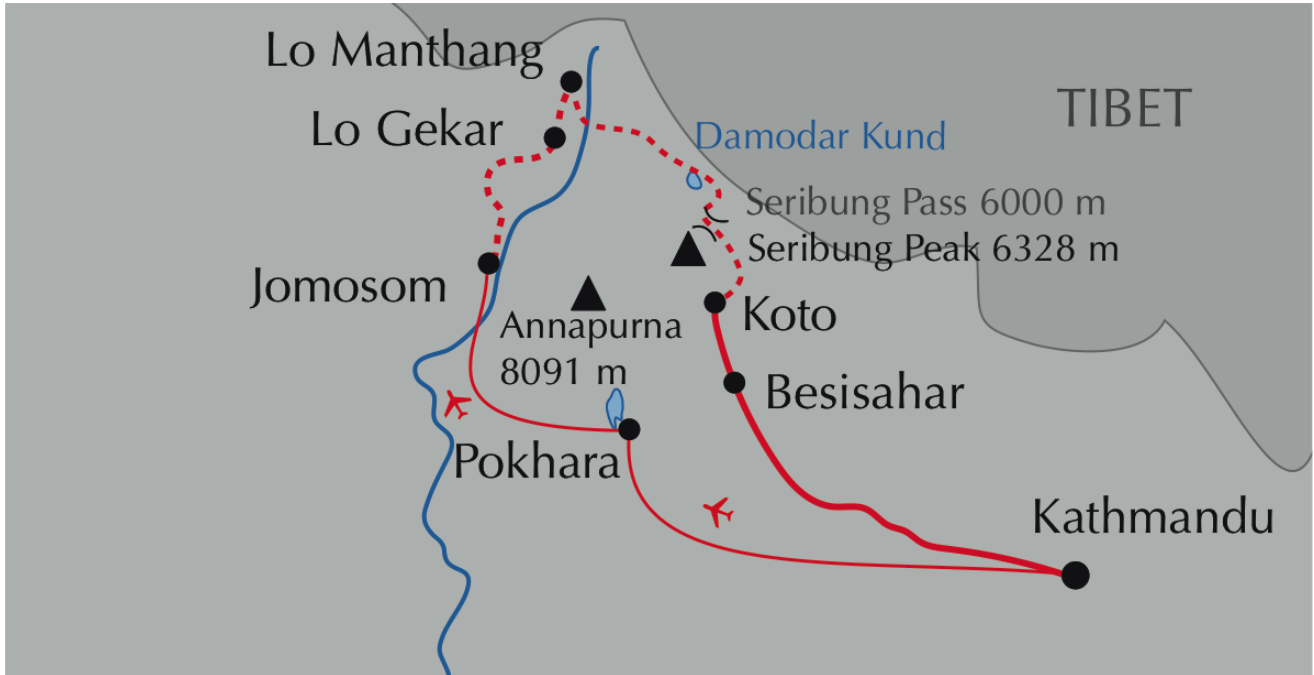 Lo Manthang
TIBET
Lo Gekar
Damodar Kund
Seribung Pass 6000 m
Seribung Peak 6328 m
Jomosom
Koto
Annapurna
8091 m
Besisahar
Pokhara
Kathmandu